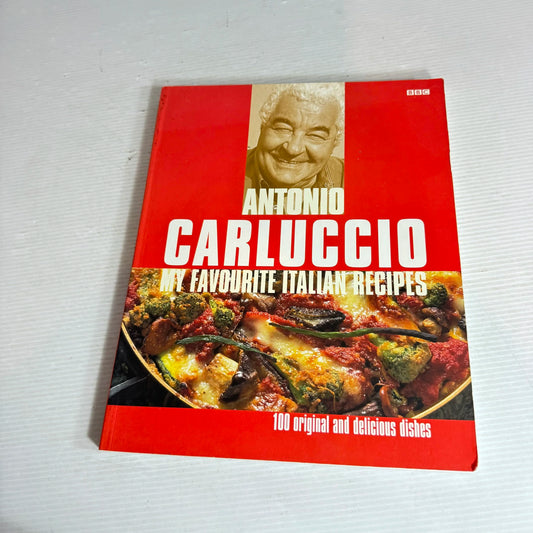 BBC
ANTONIO
CARLUCCIO
MY FAVOURITE ITALIAN RECIPES
100 original and delicious dishes